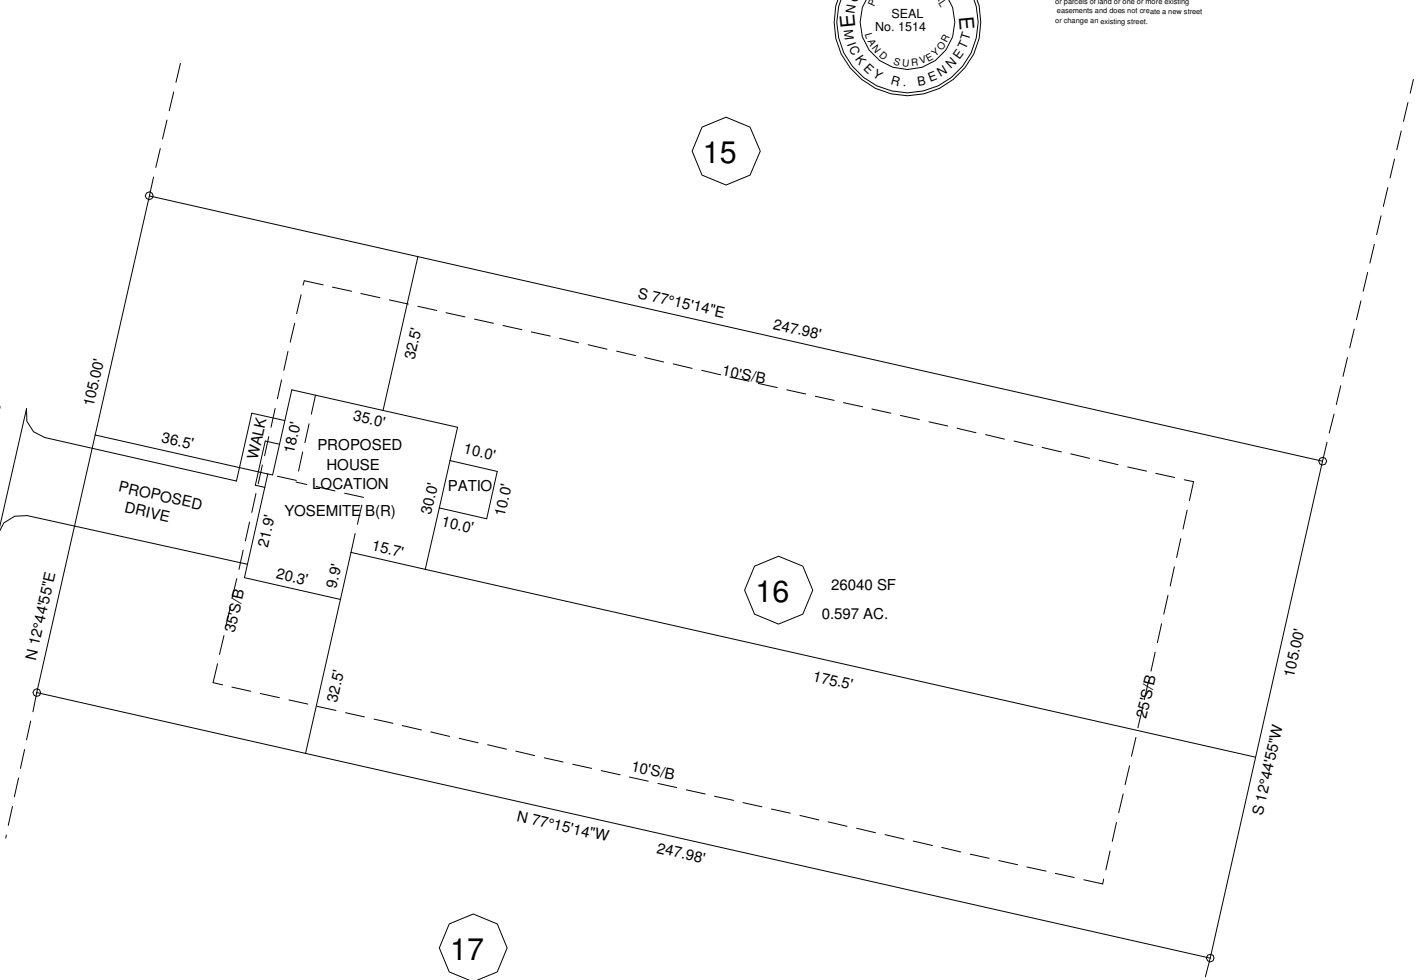 or parcels of land or one or more existing
easements and does not create a new street
or change an existing street.
SEAL
No. 1514
LAND SURVEYOR
MICKEY R. BENNETT
15
S 77°15'14"E
247.98'
32.5'
10'S/B
105.00'
36.5'
WALK
18.0'
35.0'
PROPOSED
HOUSE
LOCATION
YOSEMITE B(R)
10.0'
PATIO
10.0'
30.0'
10.0'
PROPOSED
DRIVE
21.9'
15.7'
20.3'
9.9'
35'S/B
N 12°44'55"E
32.5'
16
26040 SF
0.597 AC.
175.5'
105.00'
25'S/B
S 12°44'55"W
10'S/B
N 77°15'14"W
247.98'
17